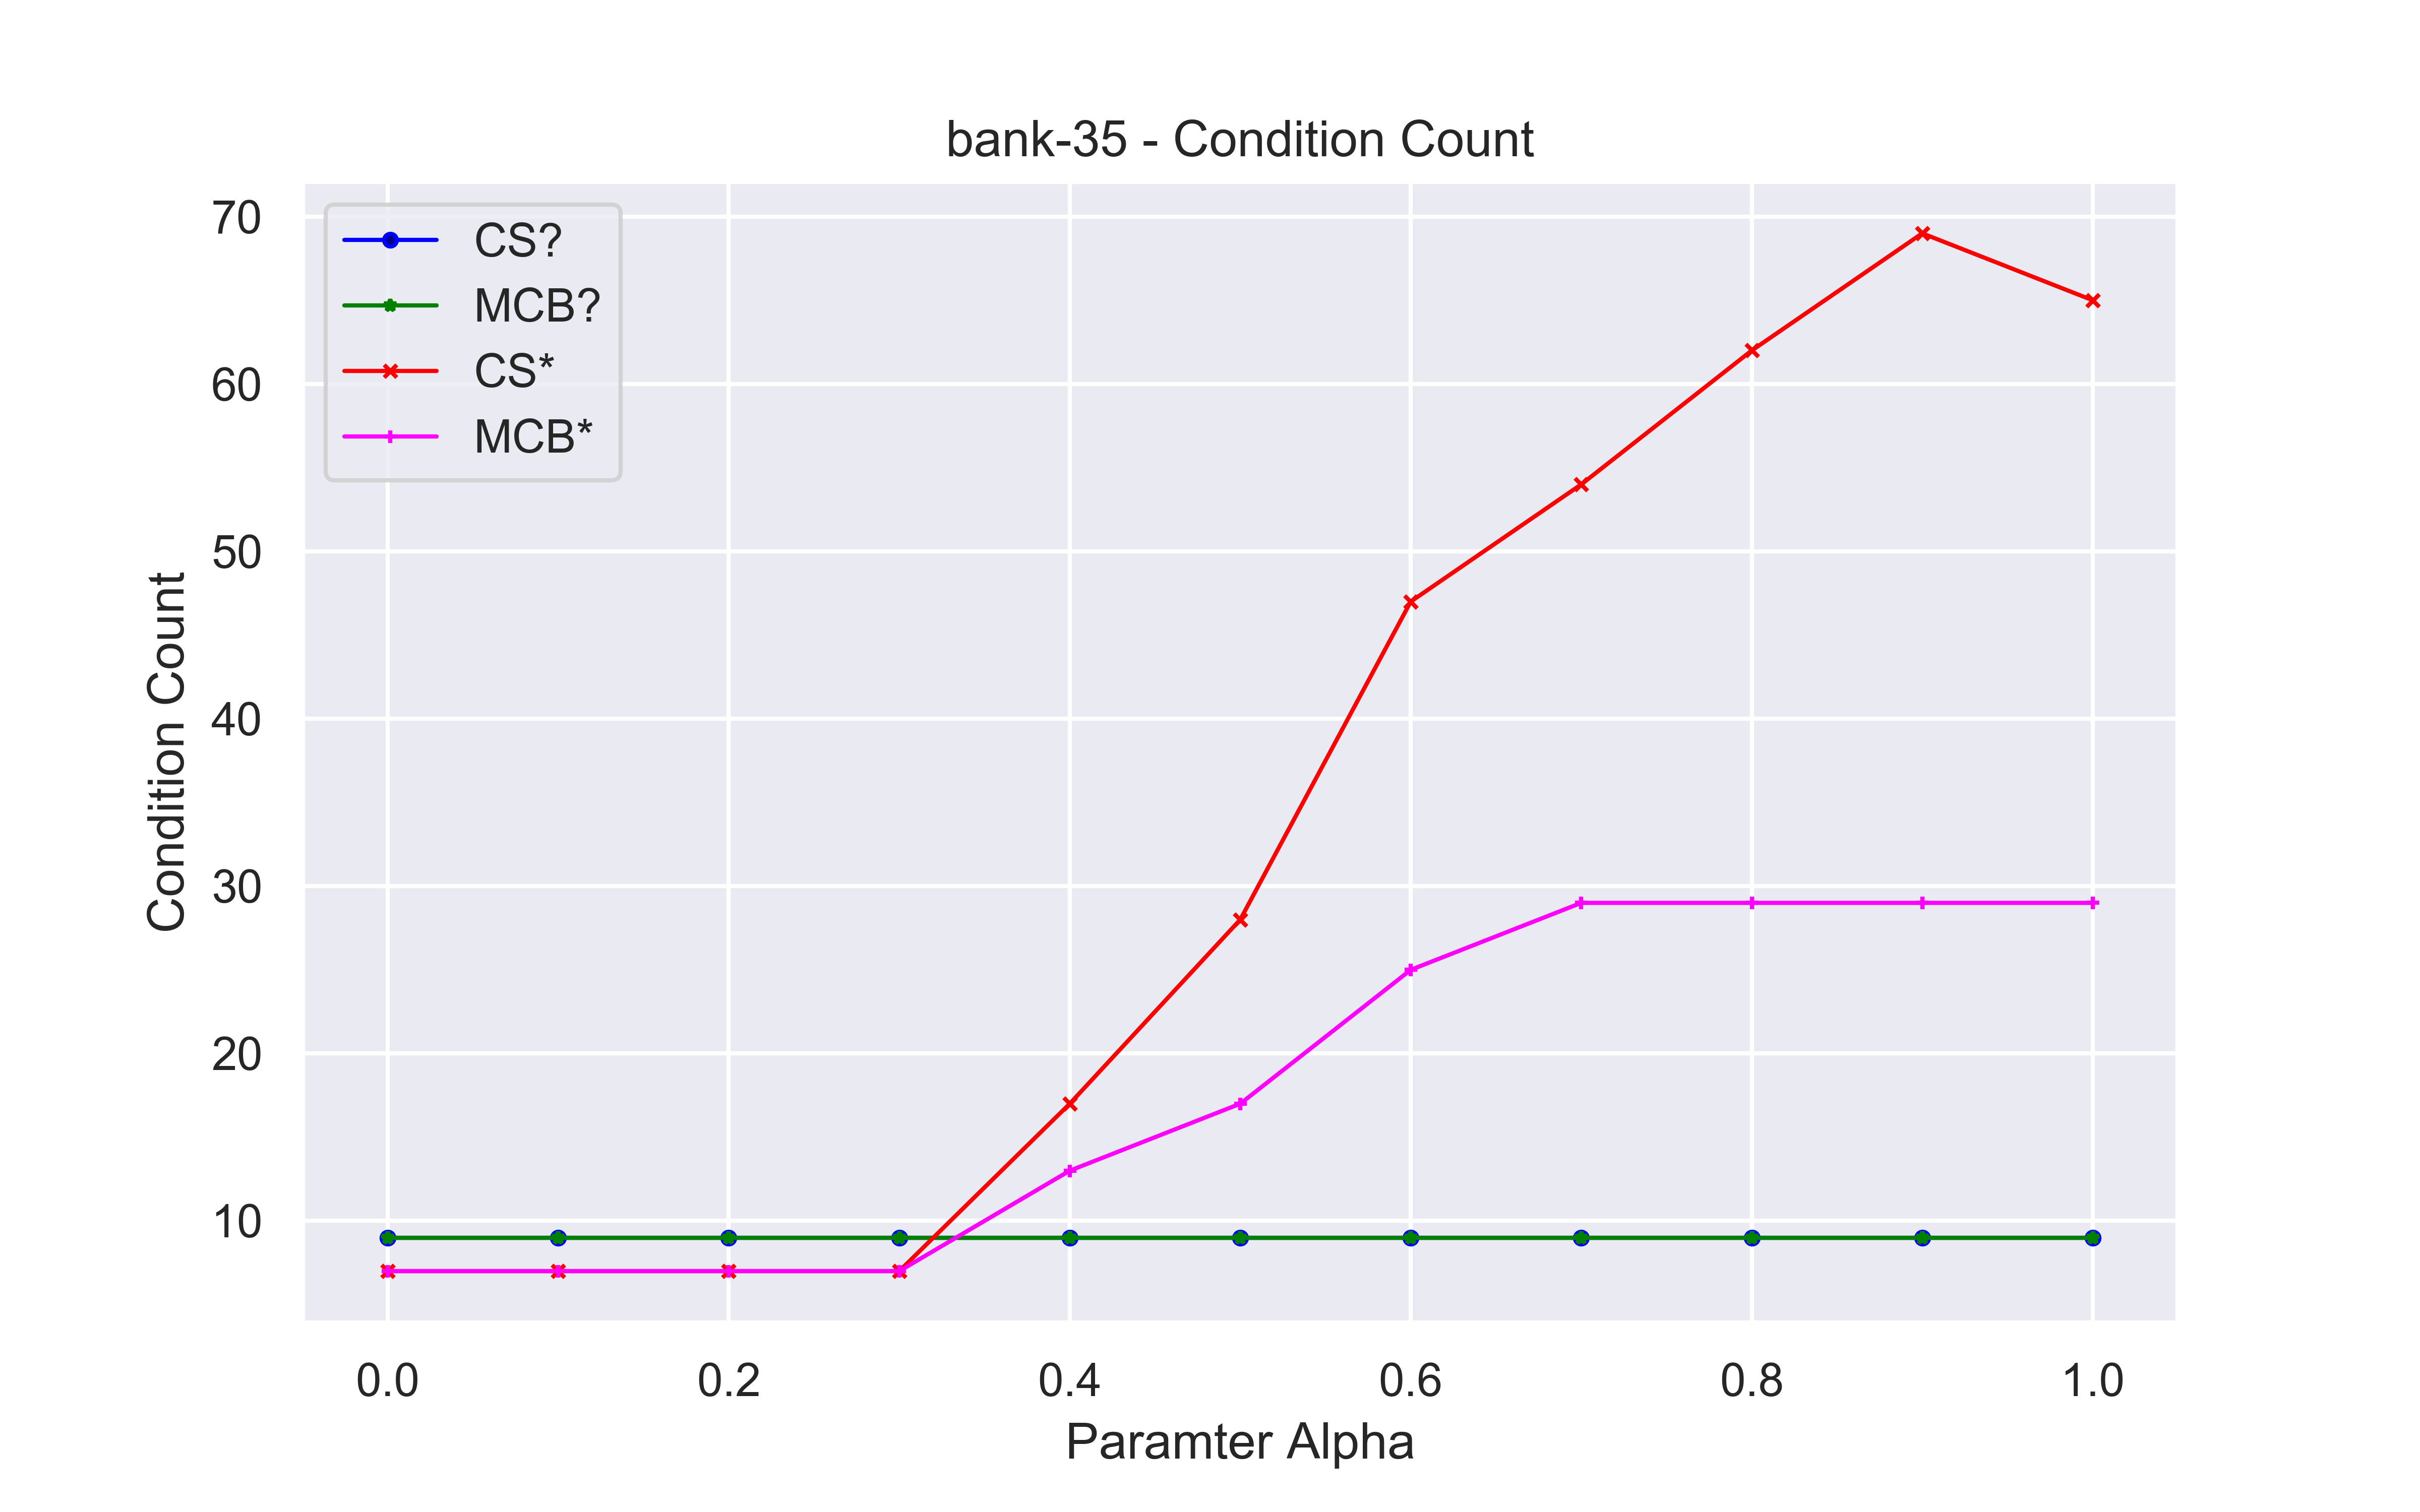 bank-35 - Condition Count
CS?
MCB?
CS*
MCB*
Condition Count
70
60
50
40
30
20
10
0.0 0.2 0.4 0.6 0.8 1.0
Paramter Alpha